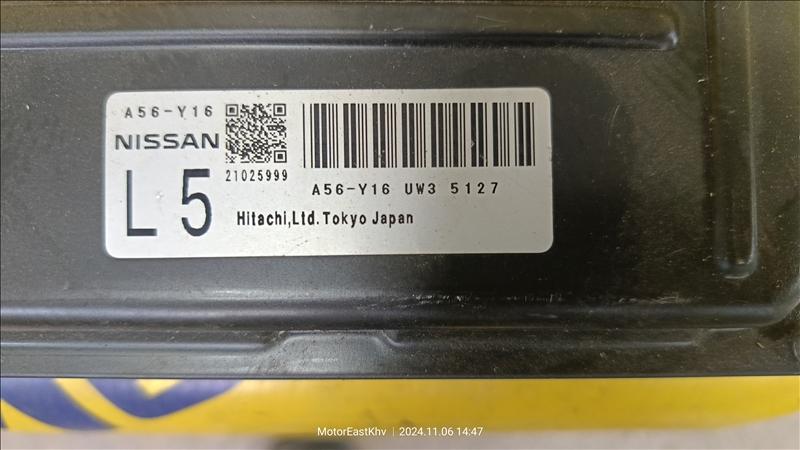 A56-Y16
NISSAN
21025999
L5
A56-Y16 UW3 5127
Hitachi,Ltd.Tokyo Japan
MotorEastKhv | 2024.11.06 14:47